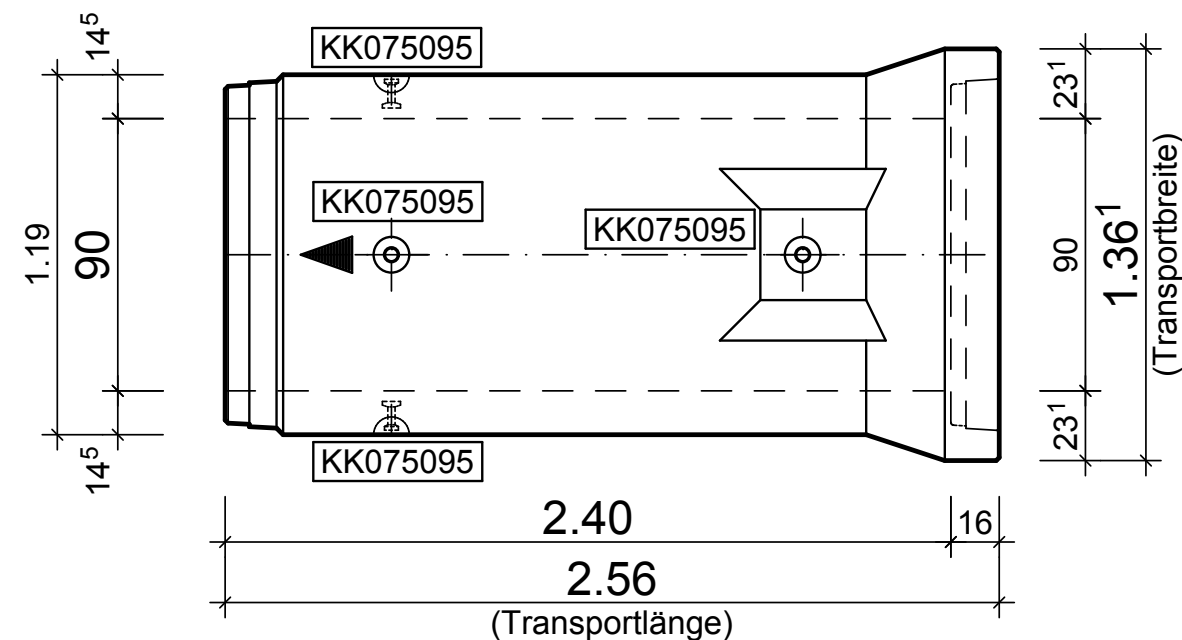 14⁵
KK075095
23¹
KK075095
KK075095
1.19
90
90
1.36¹
(Transportbreite)
14⁵
KK075095
23¹
2.40
16
2.56
(Transportlänge)